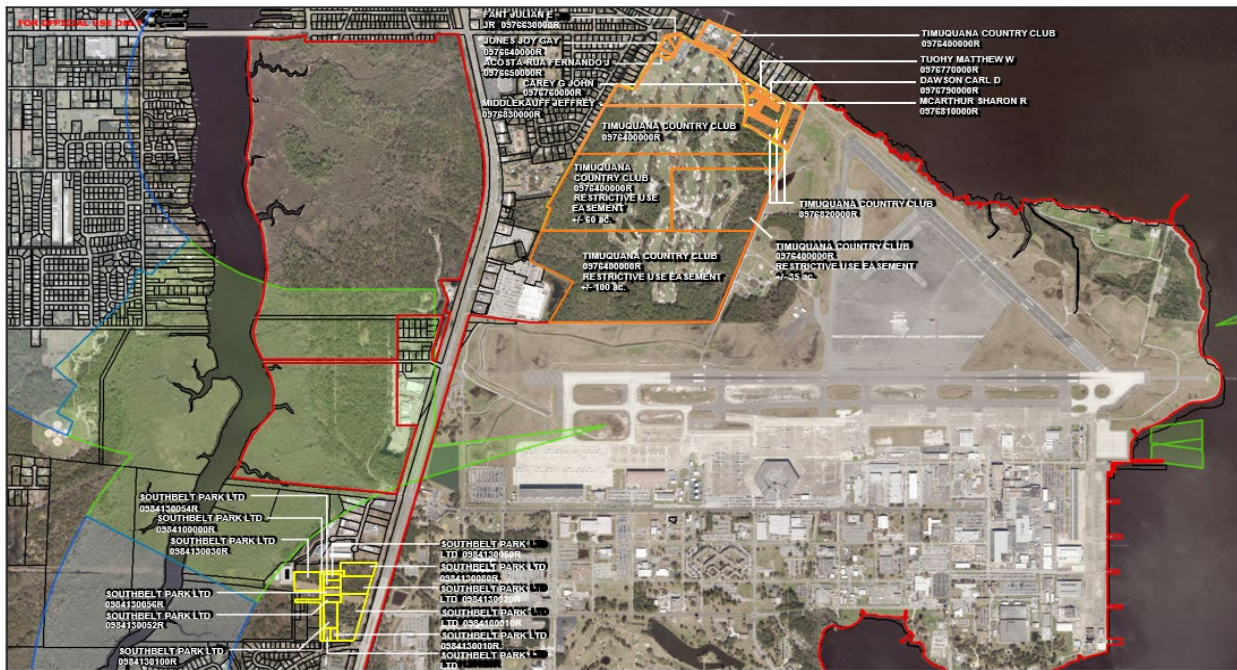 FOR OFFICIAL USE ONLY
FANT JULIAN E
JR 0976630000R
JONES JOY GAY
0976640000R
ACOSTA-RUA FERNANDO J
0976650000R
CAREY G JOHN
0976760000R
MIDDLEKAUFF JEFFREY
0976830000R
TIMUQUANA COUNTRY CLUB
0976400000R
TUOHY MATTHEW W
0976770000R
DAWSON CARL D
0976790000R
MCARTHUR SHARON R
0976810000R
TIMUQUANA COUNTRY CLUB
0976400000R
TIMUQUANA
COUNTRY CLUB
0976400000R
RESTRICTIVE USE
EASEMENT
+/- 60 ac.
TIMUQUANA COUNTRY CLUB
0976820000R
TIMUQUANA COUNTRY CLUB
0976400000R
RESTRICTIVE USE EASEMENT
+/- 35 ac.
TIMUQUANA COUNTRY CLUB
0976400000R
RESTRICTIVE USE EASEMENT
+/- 100 ac.
SOUTHBELT PARK LTD
0984130054R
SOUTHBELT PARK LTD
0984100000R
SOUTHBELT PARK LTD
0984130030R
SOUTHBELT PARK LTD
0984130056R
SOUTHBELT PARK LTD
0984130052R
SOUTHBELT PARK LTD
0984130100R
SOUTHBELT PARK
LTD 0984130050R
SOUTHBELT PARK LTD
0984130080R
SOUTHBELT PARK
LTD 0984130020R
SOUTHBELT PARK
LTD 0984100010R
SOUTHBELT PARK LTD
0984130010R
SOUTHBELT PARK
LTD